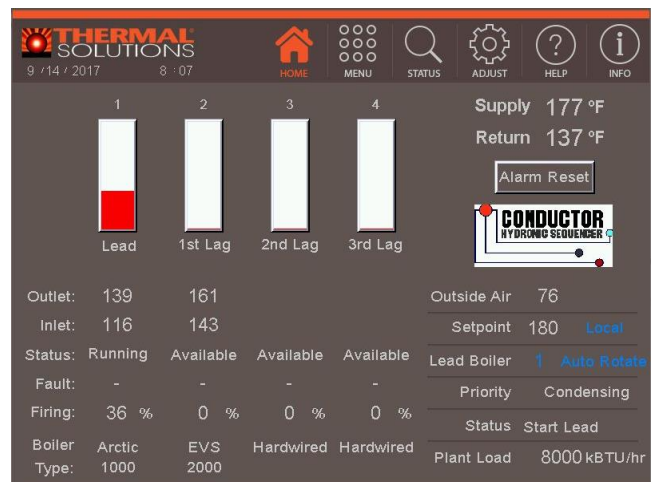 THERMAL
SOLUTIONS
9 /14 / 2017 8 : 07
HOME
MENU
STATUS
ADJUST
HELP
INFO
1 2 3 4
Lead 1st Lag 2nd Lag 3rd Lag
Supply 177 °F
Return 137 °F
Alarm Reset
CONDUCTOR
HYDRONIC SEQUENCER
Outlet: 139 161
Inlet: 116 143
Status: Running Available Available Available
Fault: - - - -
Firing: 36 % 0 % 0 % 0 %
Boiler Type: Arctic 1000 EVS 2000 Hardwired Hardwired
Outside Air 76
Setpoint 180 Local
Lead Boiler 1 Auto Rotate
Priority Condensing
Status Start Lead
Plant Load 8000 kBTU/hr